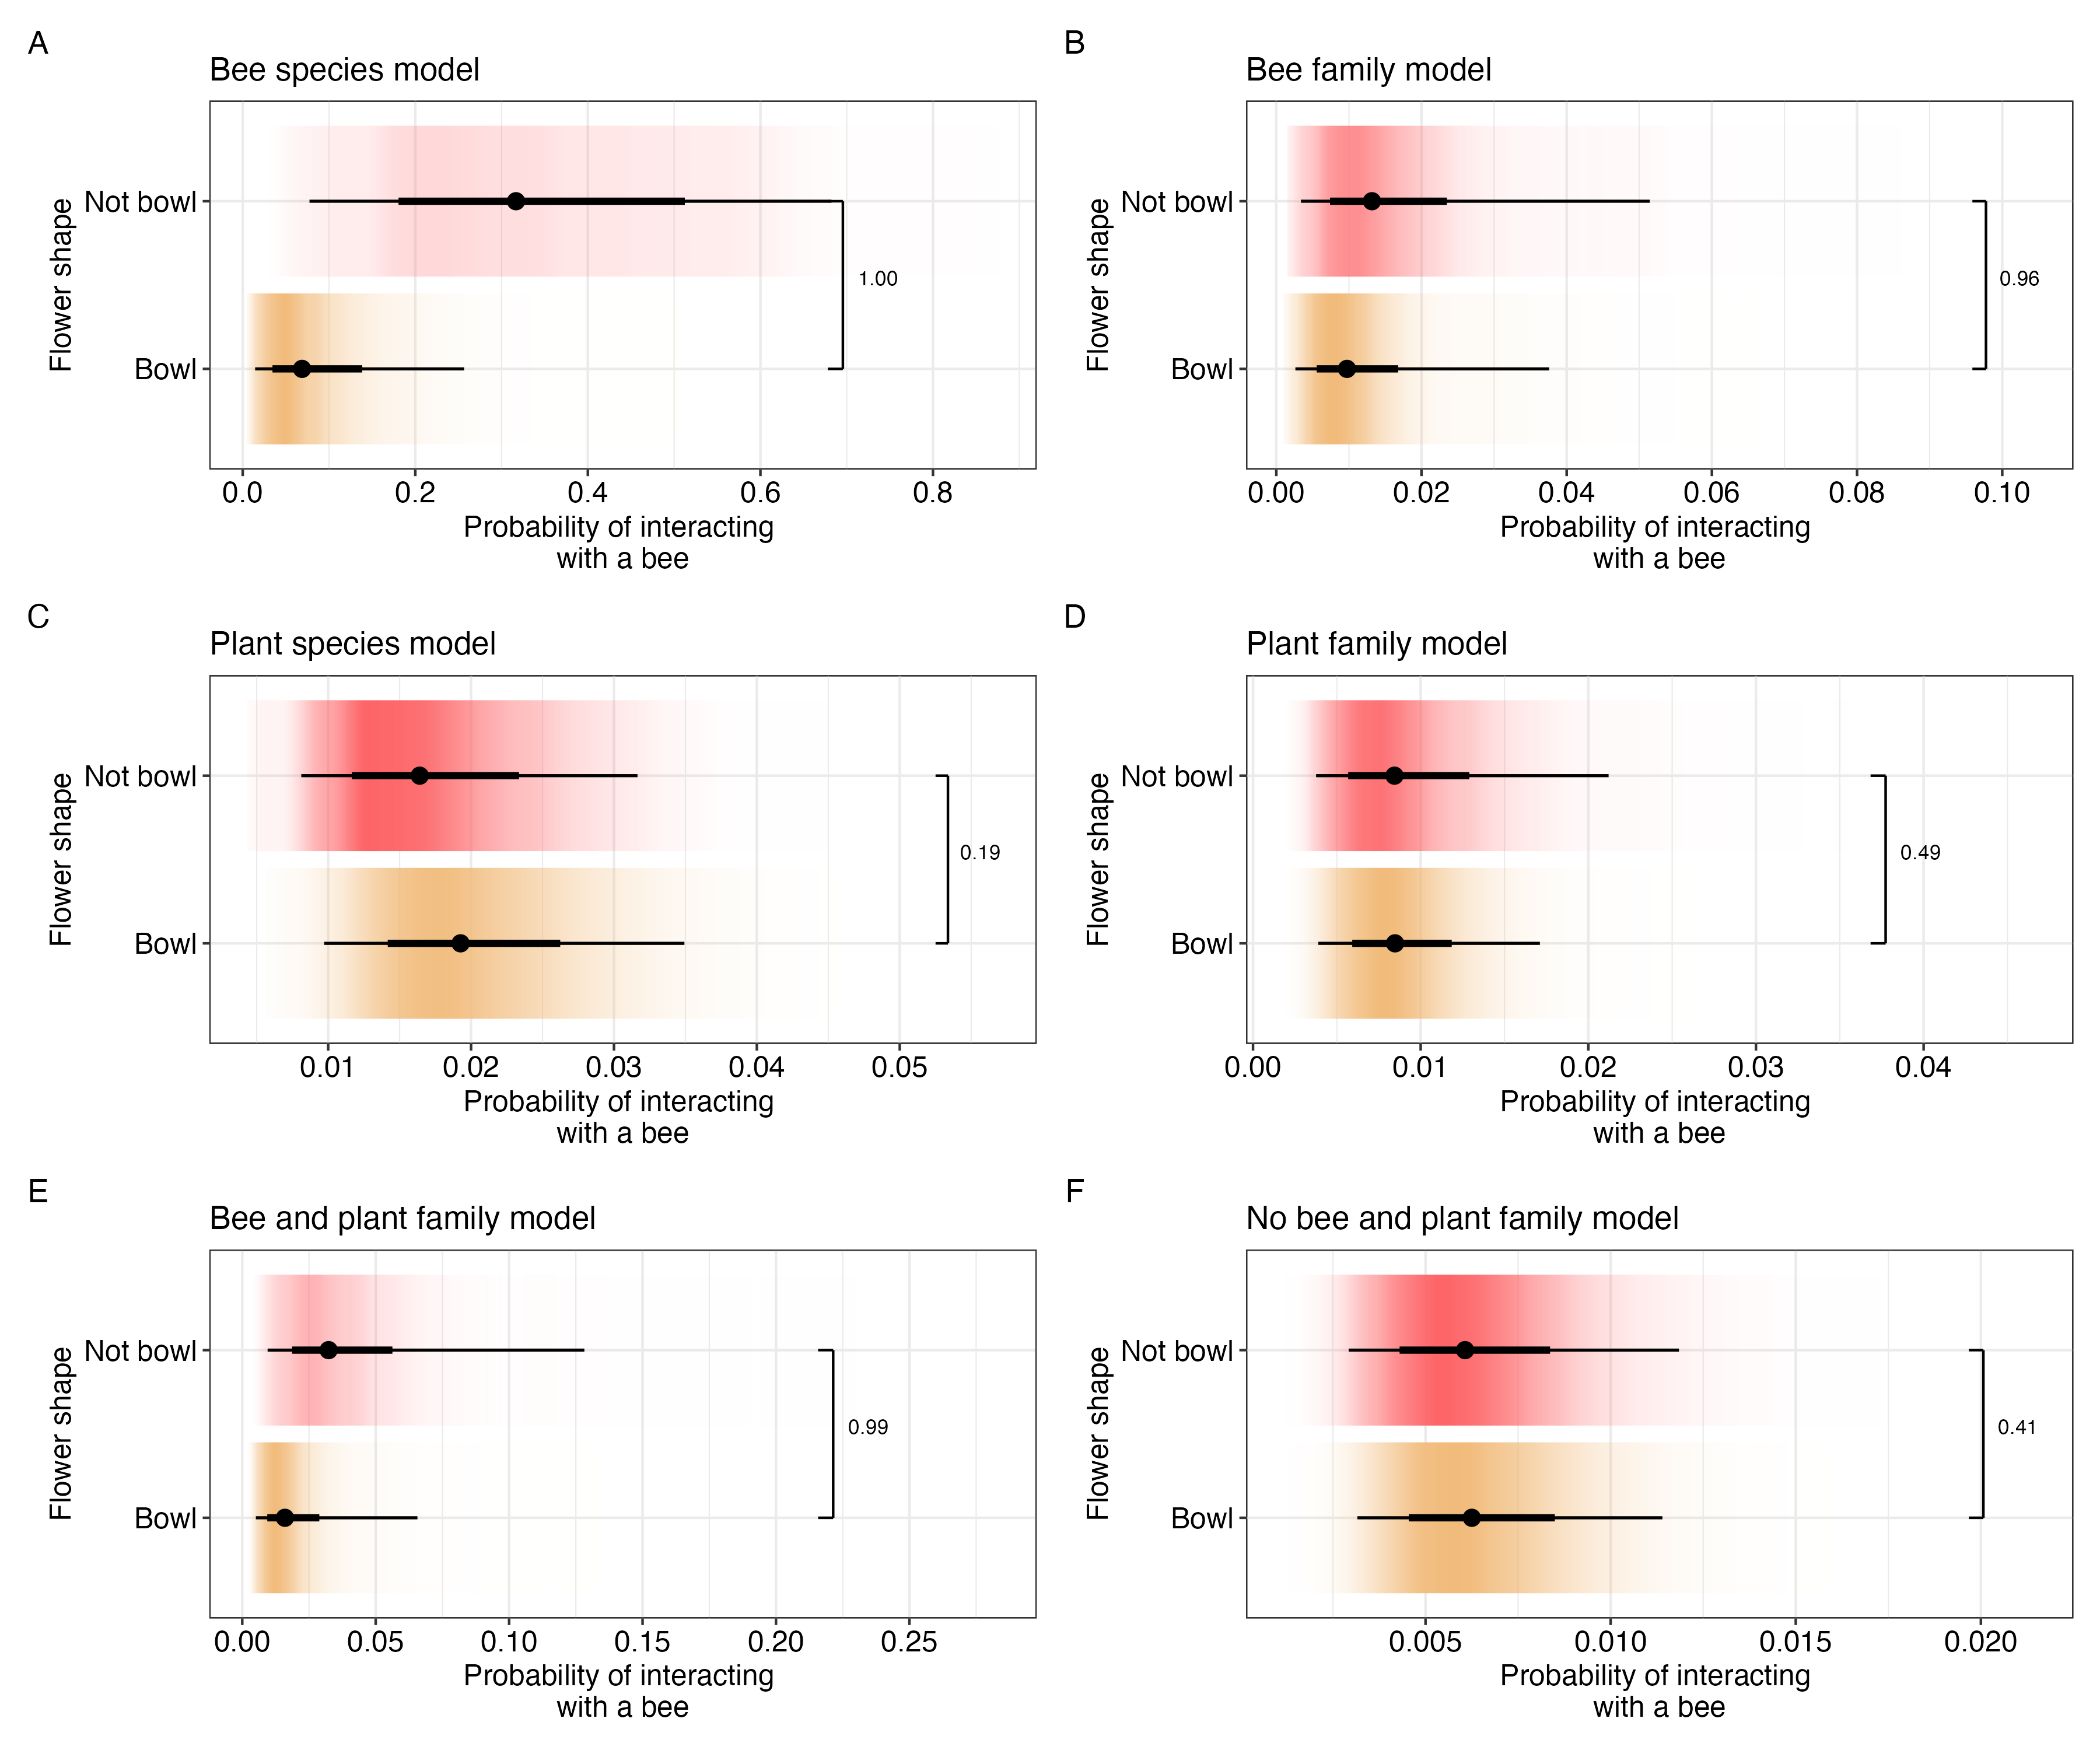 A
Bee species model
Flower shape
Not bowl
Bowl
1.00
0.0 0.2 0.4 0.6 0.8
Probability of interacting
with a bee
B
Bee family model
Flower shape
Not bowl
Bowl
0.96
0.00 0.02 0.04 0.06 0.08 0.10
Probability of interacting
with a bee
C
Plant species model
Flower shape
Not bowl
Bowl
0.19
0.01 0.02 0.03 0.04 0.05
Probability of interacting
with a bee
D
Plant family model
Flower shape
Not bowl
Bowl
0.49
0.00 0.01 0.02 0.03 0.04
Probability of interacting
with a bee
E
Bee and plant family model
Flower shape
Not bowl
Bowl
0.99
0.00 0.05 0.10 0.15 0.20 0.25
Probability of interacting
with a bee
F
No bee and plant family model
Flower shape
Not bowl
Bowl
0.41
0.005 0.010 0.015 0.020
Probability of interacting
with a bee